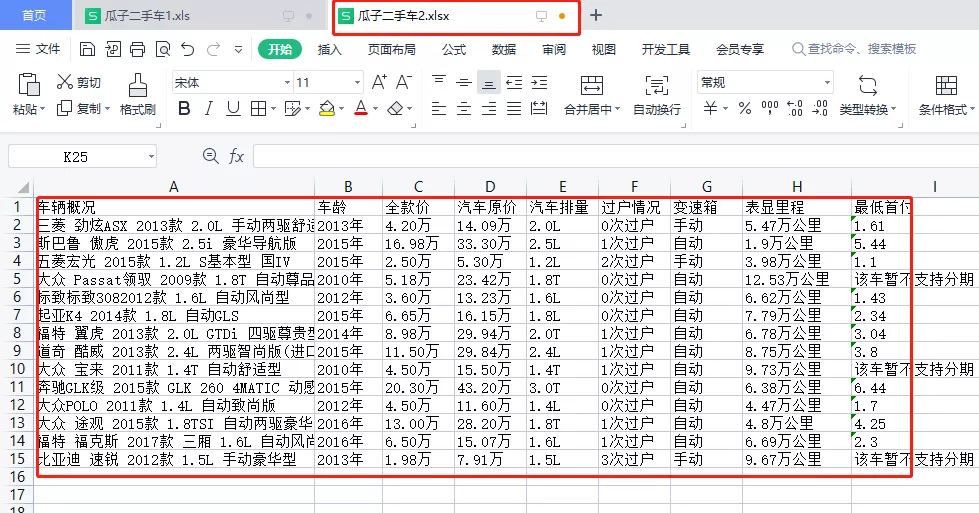 首页 瓜子二手车1.xls 瓜子二手车2.xlsx
文件 开始 插入 页面布局 公式 数据 审阅 视图 开发工具 会员专享 查找命令、搜索模板
剪切 宋体 11 A+ A- 常规
粘贴 复制 格式刷 B I U A 合并居中 自动换行 ¥ % 类型转换 条件格式
K25 fx
A B C D E F G H I
1 车辆概况 车龄 全款价 汽车原价 汽车排量 过户情况 变速箱 表显里程 最低首付
2 三菱 劲炫ASX 2013款 2.0L 手动两驱舒适 2013年 4.20万 14.09万 2.0L 0次过户 手动 5.47万公里 1.61
3 斯巴鲁 傲虎 2015款 2.5i 豪华导航版 2015年 16.98万 33.30万 2.5L 1次过户 自动 1.9万公里 5.44
4 五菱宏光 2015款 1.2L S基本型 国IV 2015年 2.50万 5.30万 1.2L 2次过户 手动 3.98万公里 1.1
5 大众 Passat领驭 2009款 1.8T 自动尊品 2010年 5.18万 23.42万 1.8T 0次过户 自动 12.53万公里 该车暂不支持分期
6 标致标致3082012款 1.6L 自动风尚型 2012年 3.60万 13.23万 1.6L 0次过户 自动 6.62万公里 1.43
7 起亚K4 2014款 1.8L 自动GLS 2015年 6.65万 16.15万 1.8L 0次过户 自动 7.79万公里 2.34
8 福特 翼虎 2013款 2.0L GTDi 四驱尊贵型 2014年 8.98万 29.94万 2.0T 1次过户 自动 6.78万公里 3.04
9 道奇 酷威 2013款 2.4L 两驱智尚版(进口 2015年 11.50万 29.84万 2.4L 1次过户 自动 8.75万公里 3.8
10 大众 宝来 2011款 1.4T 自动舒适型 2010年 4.50万 15.50万 1.4T 1次过户 自动 9.73万公里 该车暂不支持分期
11 奔驰GLK级 2015款 GLK 260 4MATIC 动感 2015年 20.30万 43.20万 3.0T 0次过户 自动 6.38万公里 6.44
12 大众POLO 2011款 1.4L 自动致尚版 2012年 4.50万 11.60万 1.4L 0次过户 自动 4.47万公里 1.7
13 大众 途观 2015款 1.8TSI 自动两驱豪华 2016年 13.00万 28.20万 1.8T 1次过户 自动 4.8万公里 4.25
14 福特 福克斯 2017款 三厢 1.6L 自动风尚 2016年 6.50万 15.07万 1.6L 1次过户 自动 6.69万公里 2.3
15 比亚迪 速锐 2012款 1.5L 手动豪华型 2013年 1.98万 7.91万 1.5L 3次过户 手动 9.67万公里 该车暂不支持分期
16
17
18